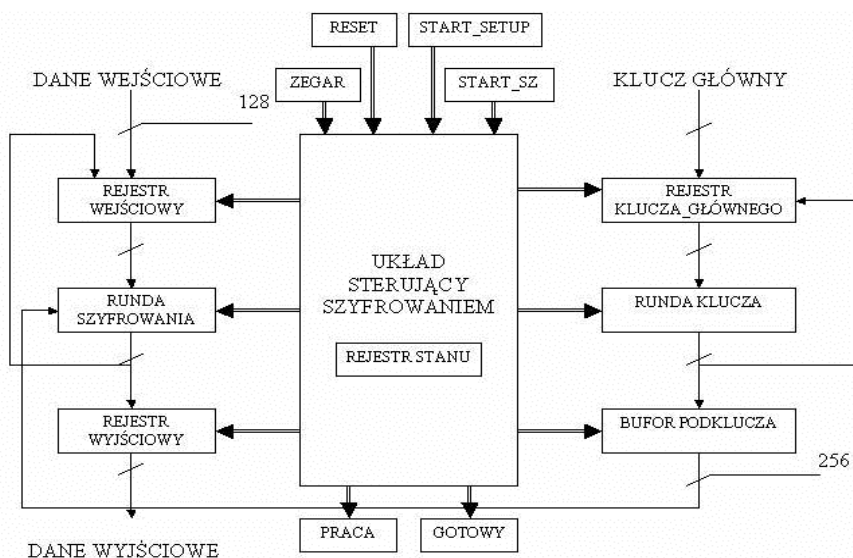 RESET
START_SETUP
DANE WEJŚCIOWE
ZEGAR
START_SZ
KLUCZ GŁÓWNY
128
REJESTR
WEJŚCIOWY
REJESTR
KLUCZA_GŁÓWNEGO
UKŁAD
STERUJĄCY
SZYFROWANIEM
RUNDA
SZYFROWANIA
RUNDA KLUCZA
REJESTR STANU
REJESTR
WYJŚCIOWY
BUFOR PODKLUCZA
256
PRACA
GOTOWY
DANE WYJŚCIOWE